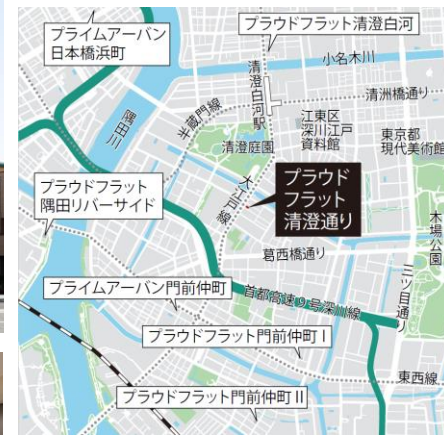 プライムアーバン
日本橋浜町
プラウドフラット清澄白河
小名木川
清澄白河駅
清洲橋通り
半蔵門線
隅田川
江東区
深川江戸
資料館
東京都
現代美術館
清澄庭園
大江戸線
プラウド
フラット
清澄通り
プラウドフラット
隅田リバーサイド
木場公園
葛西橋通り
三ツ目通り
プライムアーバン門前仲町
首都高速9号深川線
プラウドフラット門前仲町Ⅰ
東西線
プラウドフラット門前仲町Ⅱ